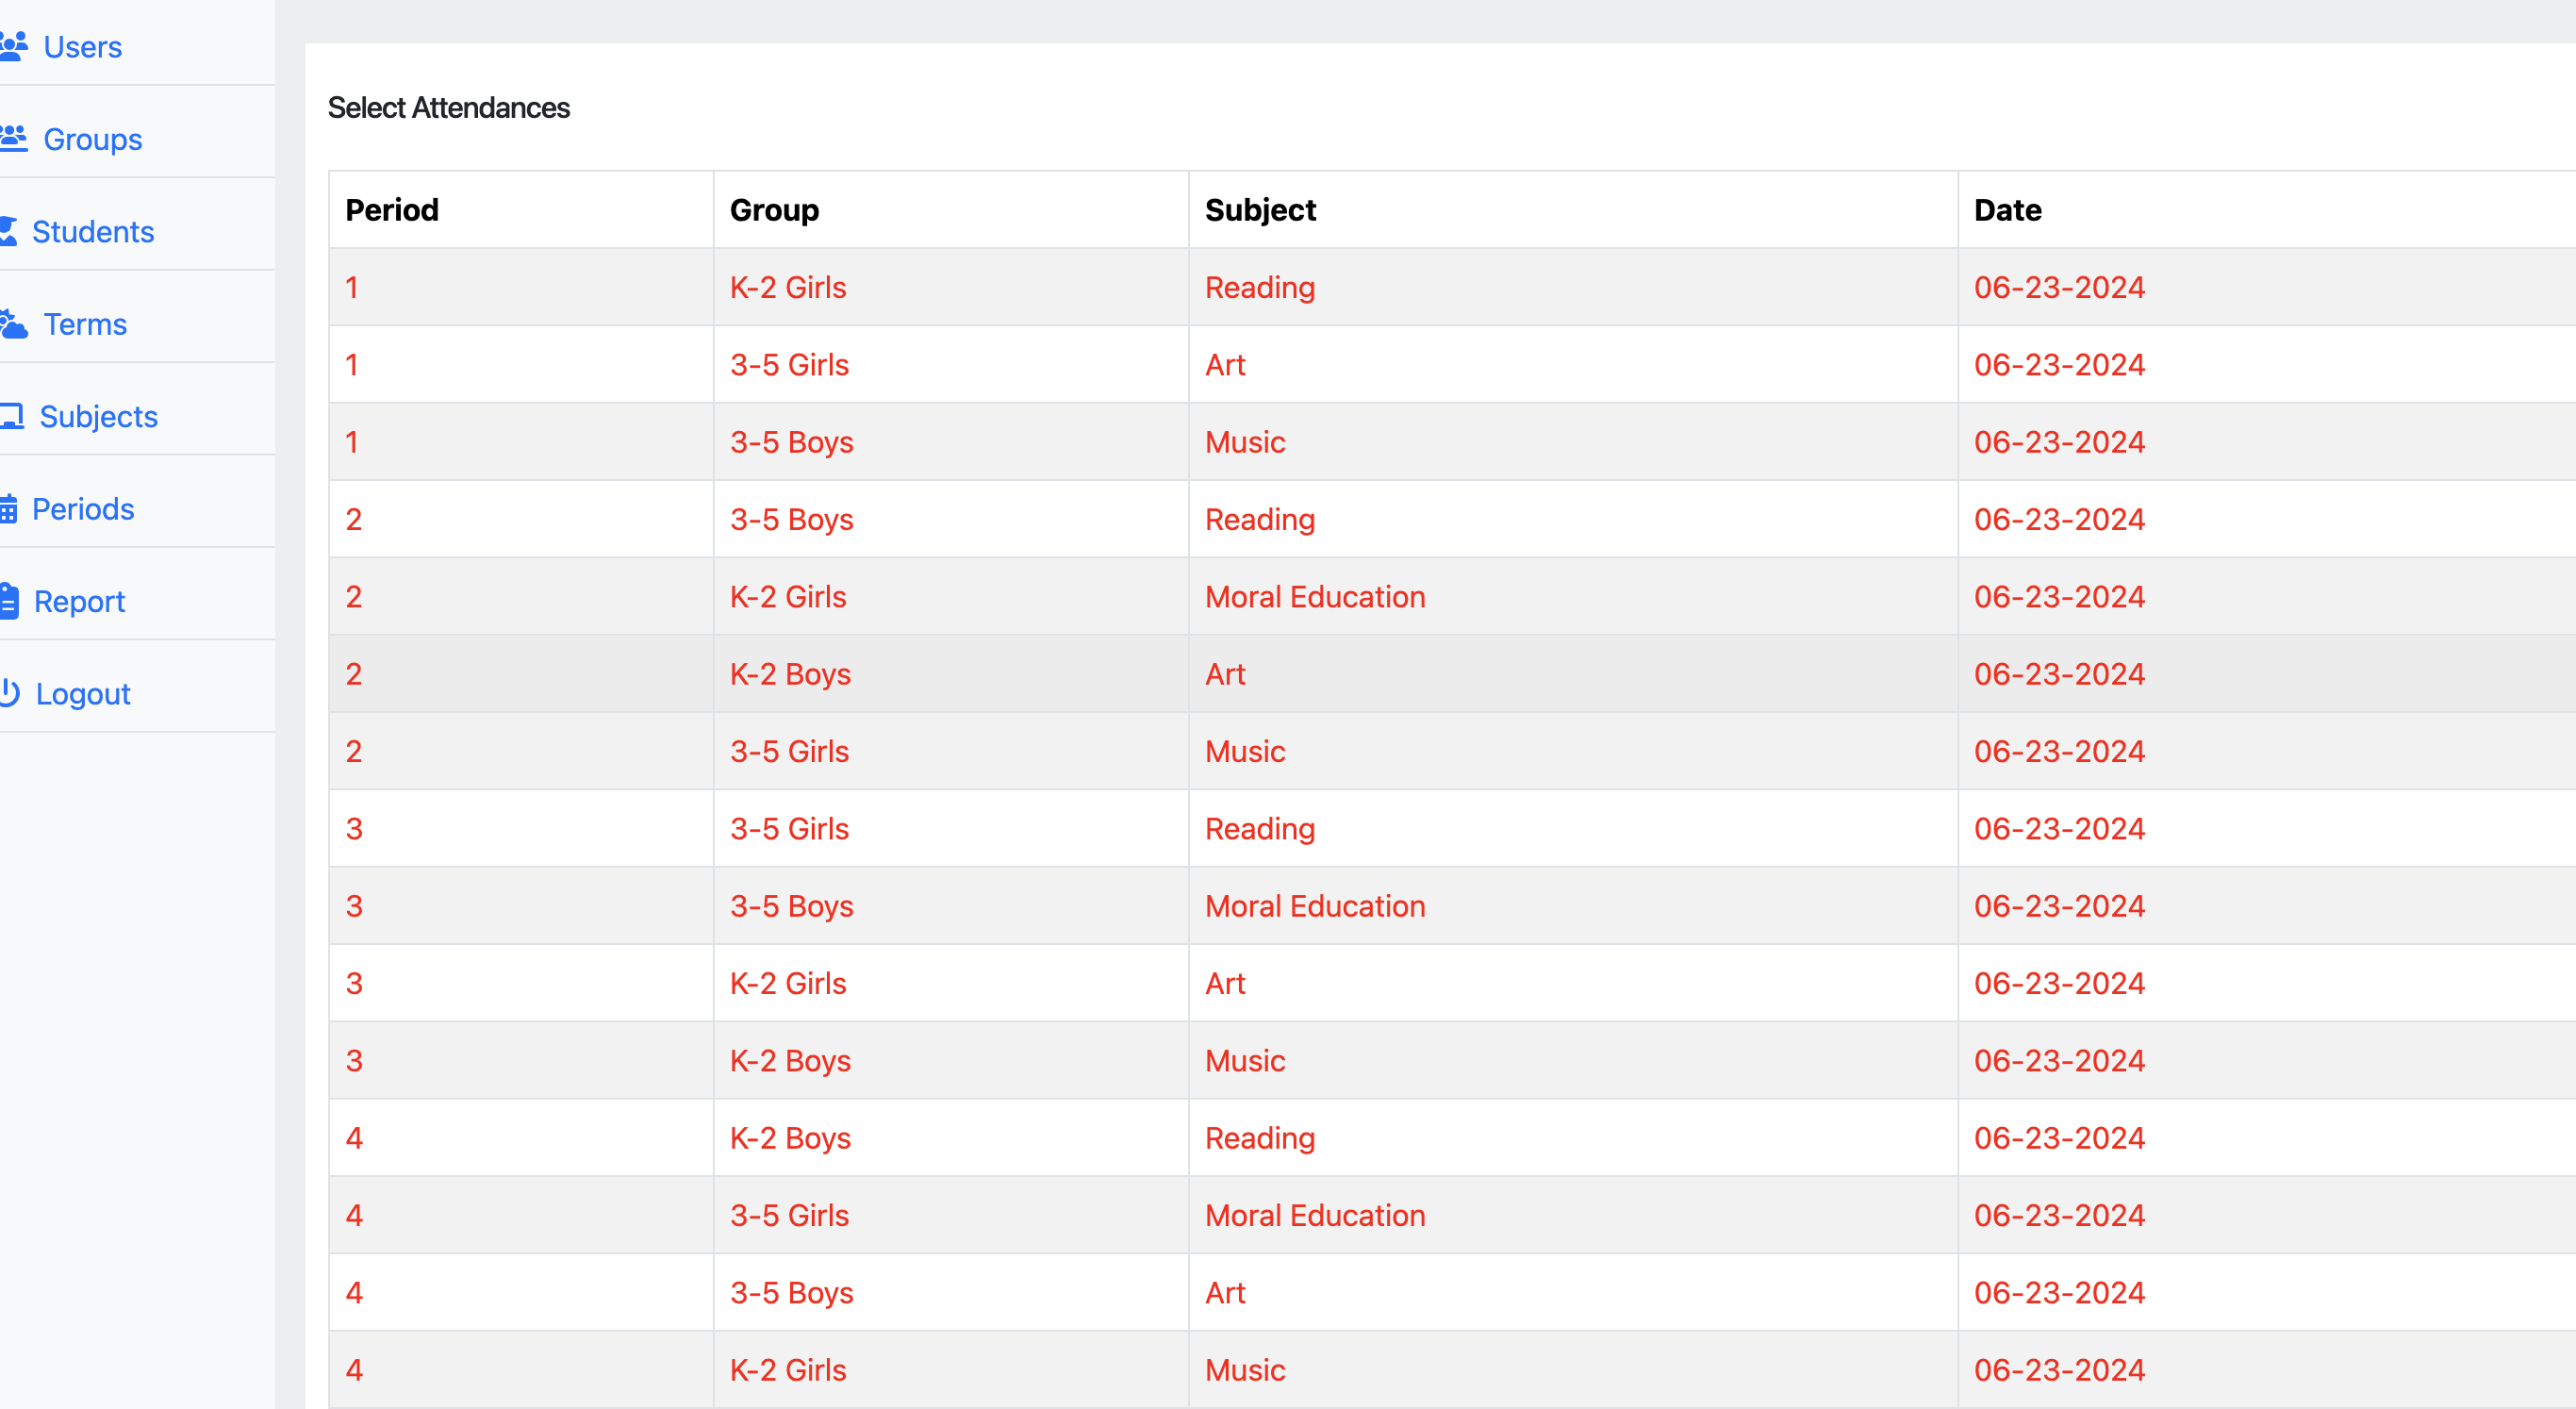 Users
Groups
Students
Terms
Subjects
Periods
Report
Logout
Select Attendances
Period Group Subject Date
1 K-2 Girls Reading 06-23-2024
1 3-5 Girls Art 06-23-2024
1 3-5 Boys Music 06-23-2024
2 3-5 Boys Reading 06-23-2024
2 K-2 Girls Moral Education 06-23-2024
2 K-2 Boys Art 06-23-2024
2 3-5 Girls Music 06-23-2024
3 3-5 Girls Reading 06-23-2024
3 3-5 Boys Moral Education 06-23-2024
3 K-2 Girls Art 06-23-2024
3 K-2 Boys Music 06-23-2024
4 K-2 Boys Reading 06-23-2024
4 3-5 Girls Moral Education 06-23-2024
4 3-5 Boys Art 06-23-2024
4 K-2 Girls Music 06-23-2024